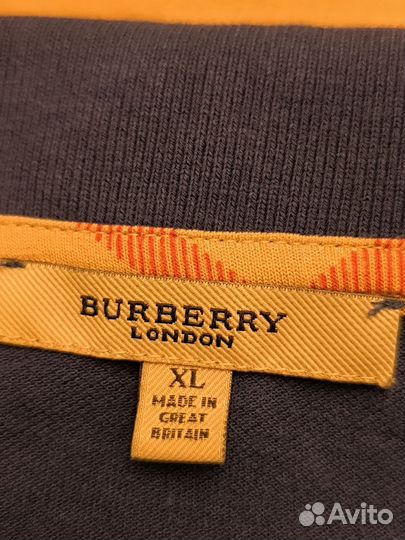 BURBERRY
LONDON
XL
MADE IN
GREAT
BRITAIN
Avito